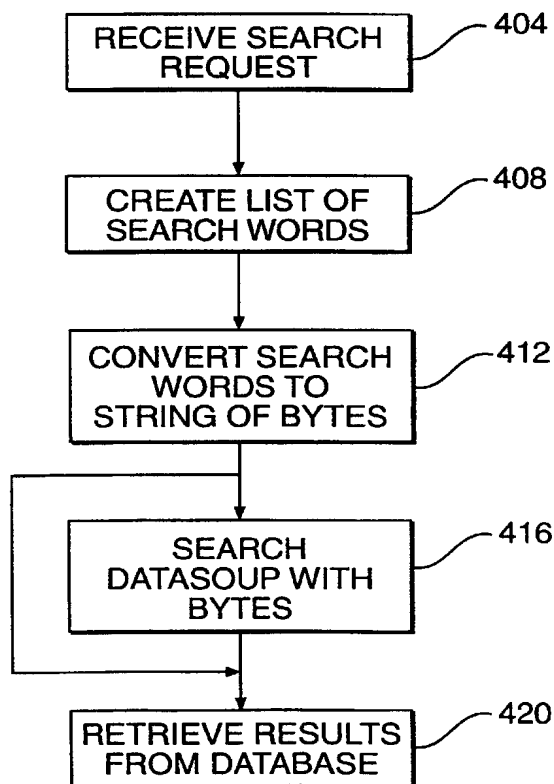 RECEIVE SEARCH
REQUEST
404
CREATE LIST OF
SEARCH WORDS
408
CONVERT SEARCH
WORDS TO
STRING OF BYTES
412
SEARCH
DATASOUP WITH
BYTES
416
RETRIEVE RESULTS
FROM DATABASE
420